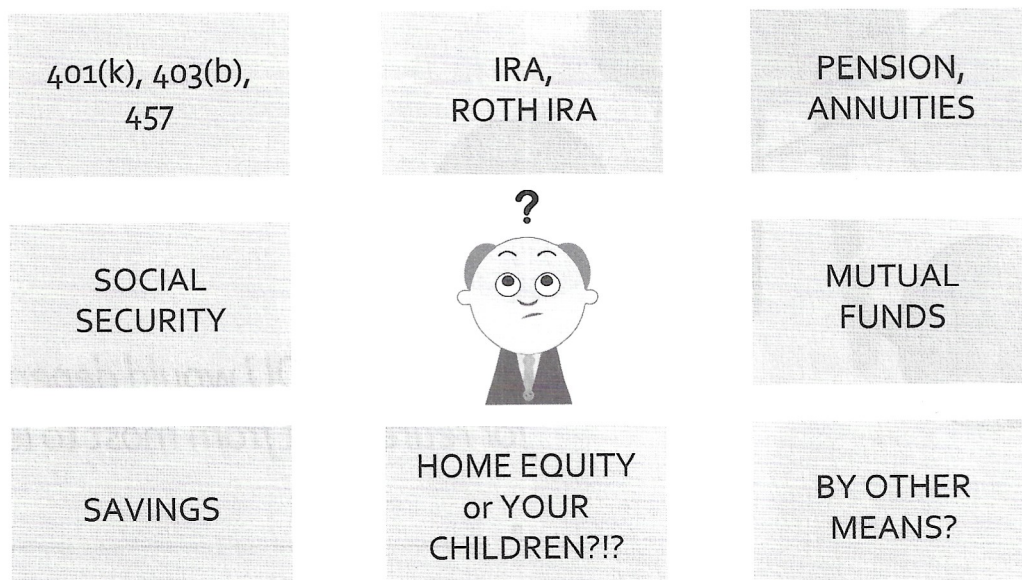 401(k), 403(b),
457
IRA,
ROTH IRA
PENSION,
ANNUITIES
?
SOCIAL
SECURITY
MUTUAL
FUNDS
SAVINGS
HOME EQUITY
or YOUR
CHILDREN?!?
BY OTHER
MEANS?